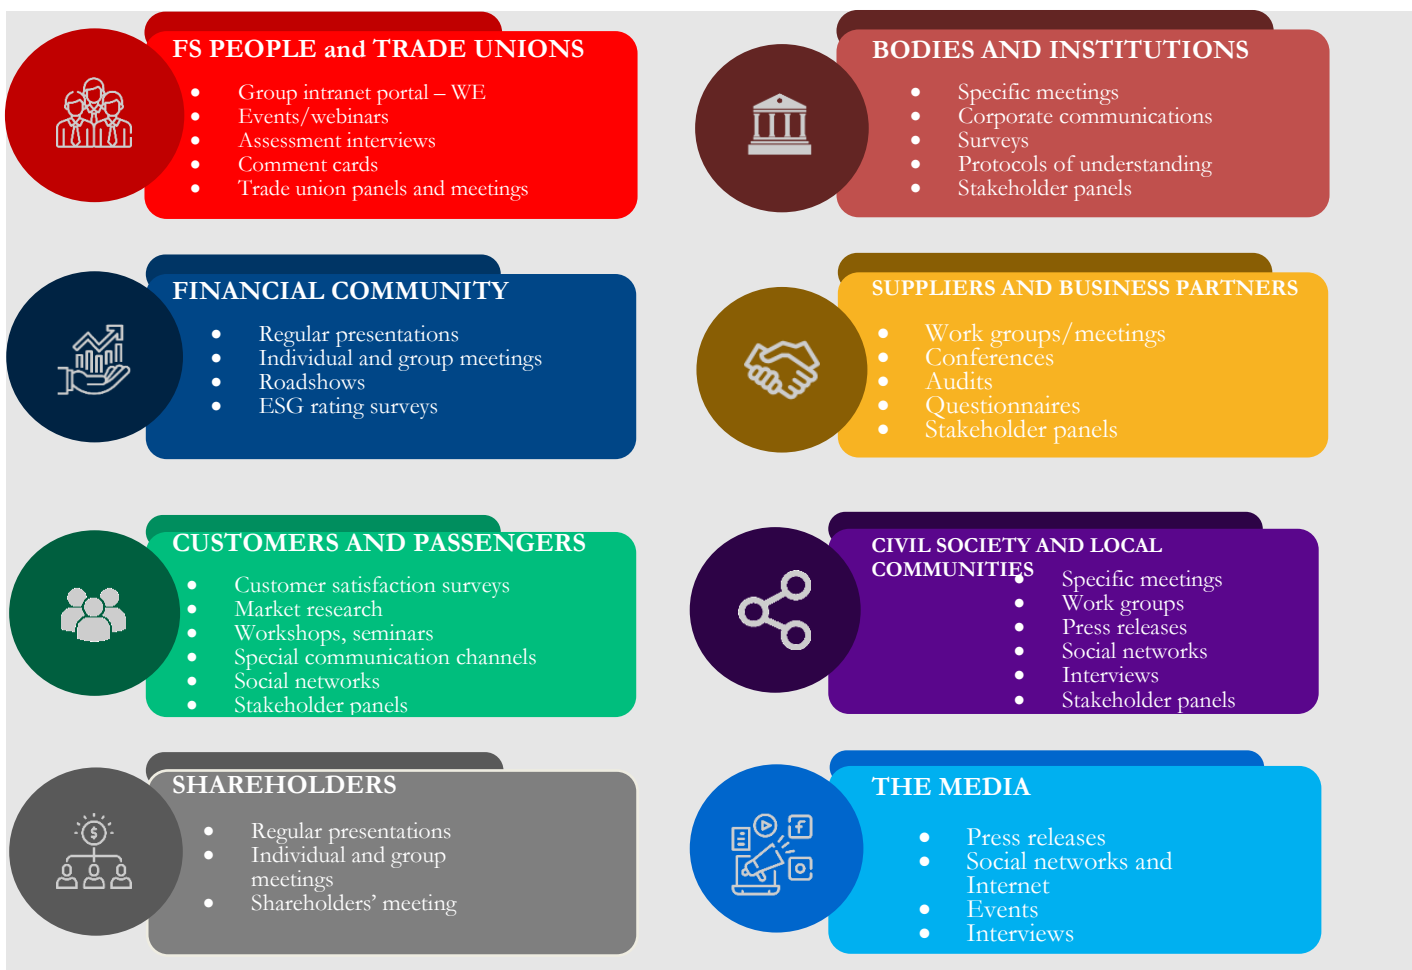 FS PEOPLE and TRADE UNIONS
• Group intranet portal – WE
• Events/webinars
• Assessment interviews
• Comment cards
• Trade union panels and meetings
BODIES AND INSTITUTIONS
• Specific meetings
• Corporate communications
• Surveys
• Protocols of understanding
• Stakeholder panels
FINANCIAL COMMUNITY
• Regular presentations
• Individual and group meetings
• Roadshows
• ESG rating surveys
SUPPLIERS AND BUSINESS PARTNERS
• Work groups/meetings
• Conferences
• Audits
• Questionnaires
• Stakeholder panels
CUSTOMERS AND PASSENGERS
• Customer satisfaction surveys
• Market research
• Workshops, seminars
• Special communication channels
• Social networks
• Stakeholder panels
CIVIL SOCIETY AND LOCAL
COMMUNITIES
• Specific meetings
• Work groups
• Press releases
• Social networks
• Interviews
• Stakeholder panels
SHAREHOLDERS
• Regular presentations
• Individual and group
meetings
• Shareholders’ meeting
THE MEDIA
• Press releases
• Social networks and
Internet
• Events
• Interviews